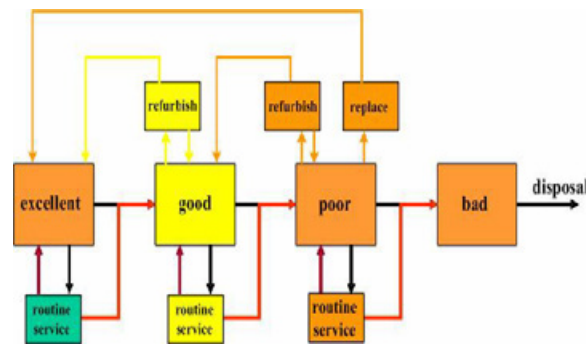 refurbish
refurbish
replace
excellent
good
poor
bad
disposal
routine
service
routine
service
routine
service